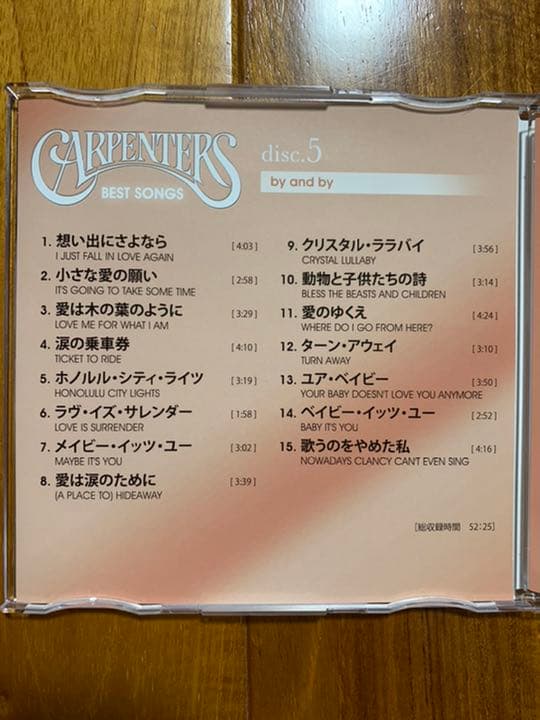 CARPENTERS
BEST SONGS
disc.5
by and by
1. 想い出にさよなら [4:03]
I JUST FALL IN LOVE AGAIN
2. 小さな愛の願い [2:58]
IT'S GOING TO TAKE SOME TIME
3. 愛は木の葉のように [3:29]
LOVE ME FOR WHAT I AM
4. 涙の乗車券 [4:10]
TICKET TO RIDE
5. ホノルル・シティ・ライツ [3:19]
HONOLULU CITY LIGHTS
6. ラヴ・イズ・サレンダー [1:58]
LOVE IS SURRENDER
7. メイビー・イッツ・ユー [3:02]
MAYBE IT'S YOU
8. 愛は涙のために [3:39]
(A PLACE TO) HIDEAWAY
9. クリスタル・ララバイ [3:56]
CRYSTAL LULLABY
10. 動物と子供たちの詩 [3:14]
BLESS THE BEASTS AND CHILDREN
11. 愛のゆくえ [4:24]
WHERE DO I GO FROM HERE?
12. ターン・アウェイ [3:10]
TURN AWAY
13. ユア・ベイビー [3:50]
YOUR BABY DOESN'T LOVE YOU ANYMORE
14. ベイビー・イッツ・ユー [2:52]
BABY IT'S YOU
15. 歌うのをやめた私 [4:16]
NOWADAYS CLANCY CAN'T EVEN SING
[総収録時間 52:25]